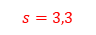 s = 3,3